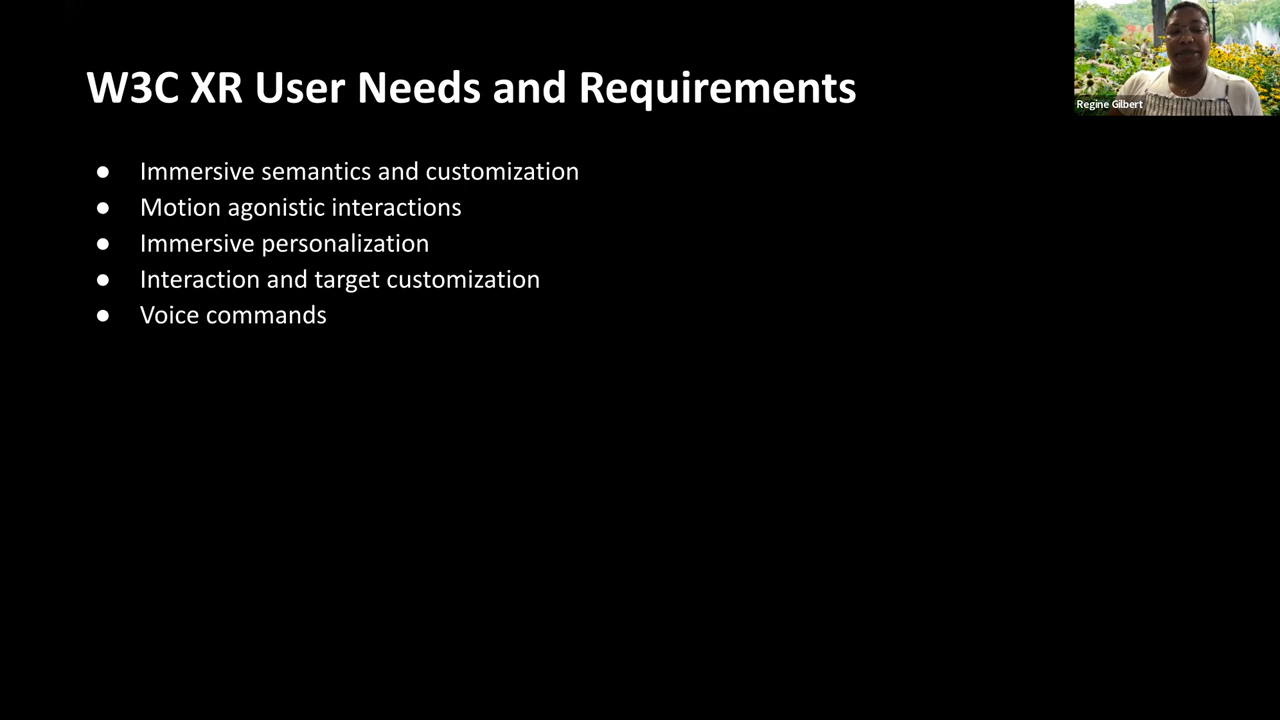 W3C XR User Needs and Requirements
Regine Gilbert
● Immersive semantics and customization
● Motion agonistic interactions
● Immersive personalization
● Interaction and target customization
● Voice commands